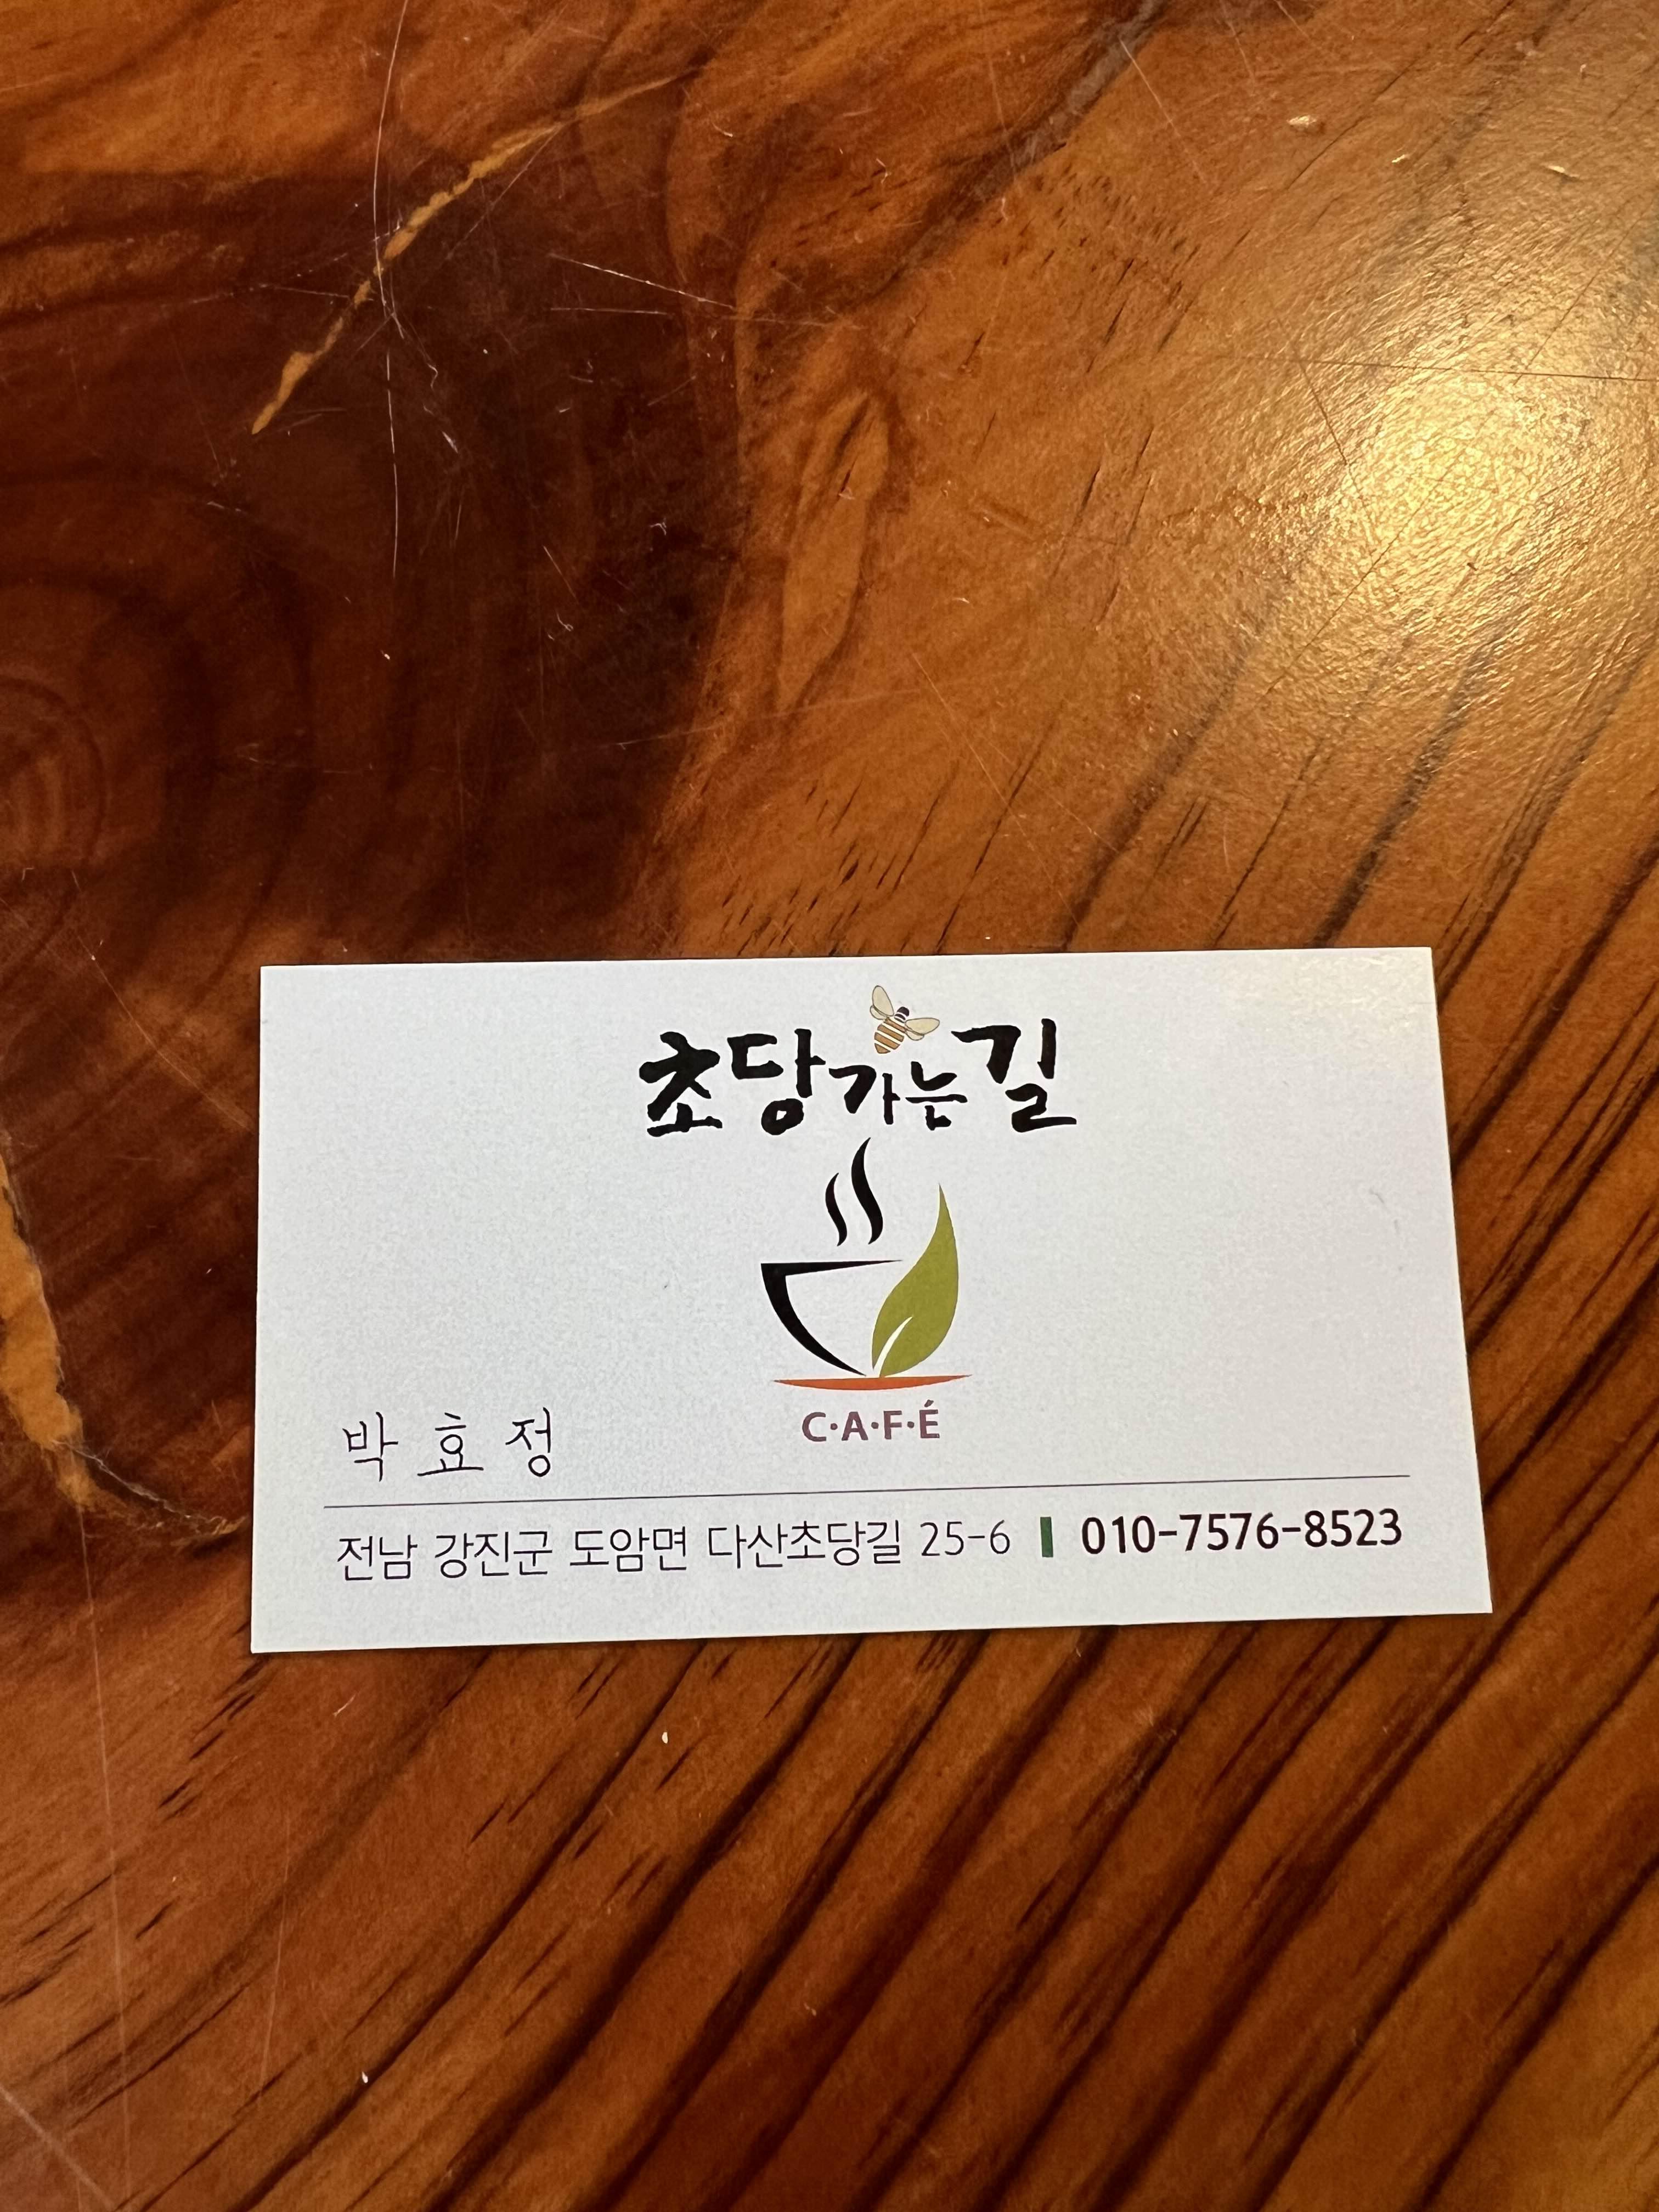 초당가는길
C·A·F·É
박 효 정
전남 강진군 도암면 다산초당길 25-6 010-7576-8523